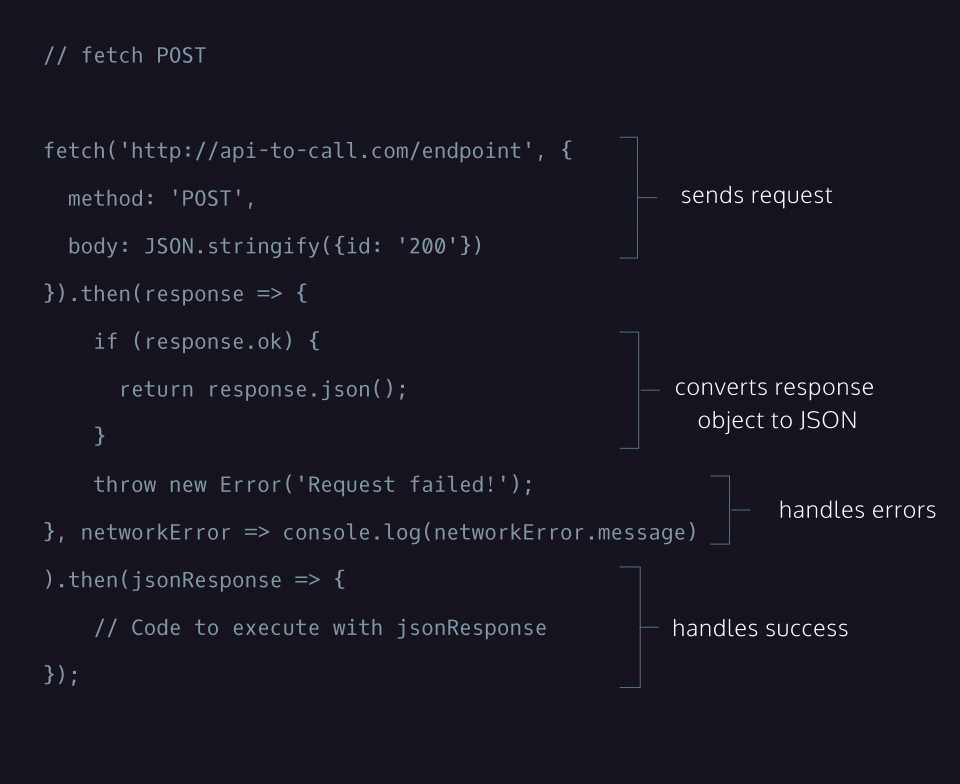 // fetch POST
fetch('http://api-to-call.com/endpoint', {
  method: 'POST',
  body: JSON.stringify({id: '200'})
sends request
}).then(response => {
    if (response.ok) {
      return response.json();
    }
converts response
object to JSON
    throw new Error('Request failed!');
}, networkError => console.log(networkError.message)
handles errors
).then(jsonResponse => {
    // Code to execute with jsonResponse
});
handles success